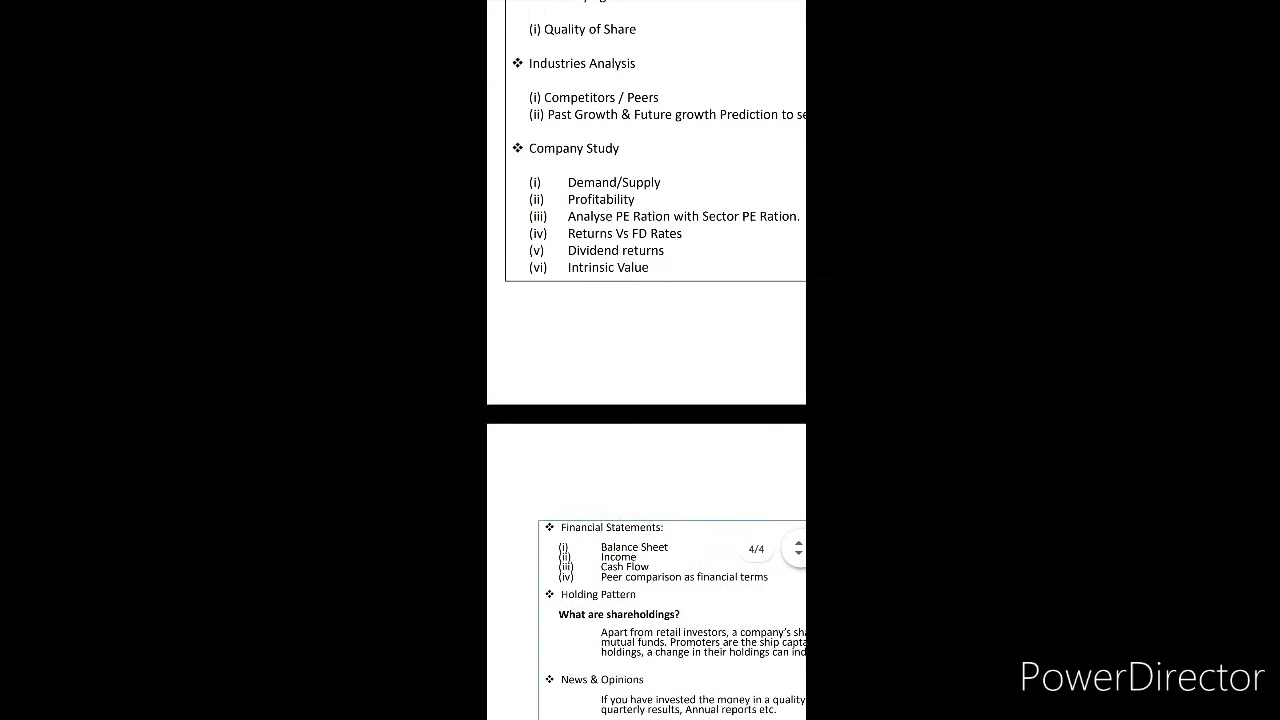 (i) Quality of Share
❖ Industries Analysis
(i) Competitors / Peers
(ii) Past Growth & Future growth Prediction to se
❖ Company Study
(i) Demand/Supply
(ii) Profitability
(iii) Analyse PE Ration with Sector PE Ration.
(iv) Returns Vs FD Rates
(v) Dividend returns
(vi) Intrinsic Value
❖ Financial Statements:
(i) Balance Sheet
4/4
(ii) Income
(iii) Cash Flow
(iv) Peer comparison as financial terms
❖ Holding Pattern
What are shareholdings?
Apart from retail investors, a company's sha
mutual funds. Promoters are the ship capta
holdings, a change in their holdings can ind
❖ News & Opinions
If you have invested the money in a quality
quarterly results, Annual reports etc.
PowerDirector